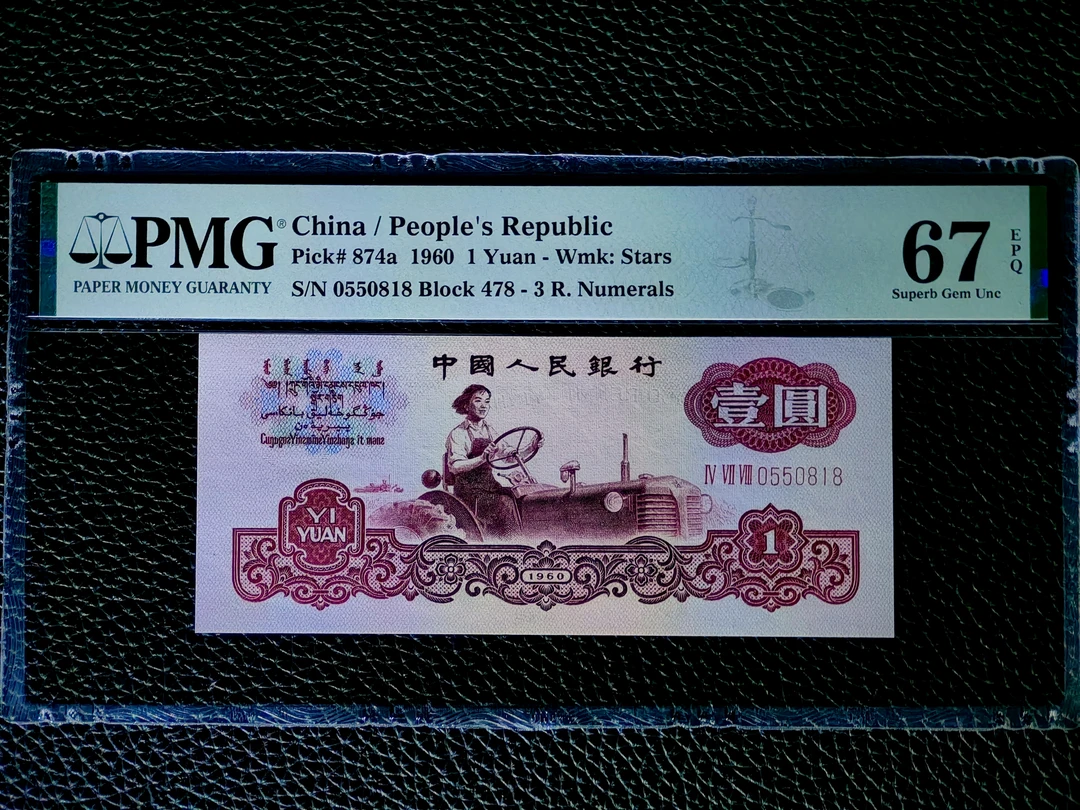 PMG®
PAPER MONEY GUARANTY
China / People's Republic
Pick# 874a 1960 1 Yuan - Wmk: Stars
S/N 0550818 Block 478 - 3 R. Numerals
67
EPQ
Superb Gem Unc
中國人民銀行
壹圓
IV VII VIII 0550818
YI
YUAN
1
1960